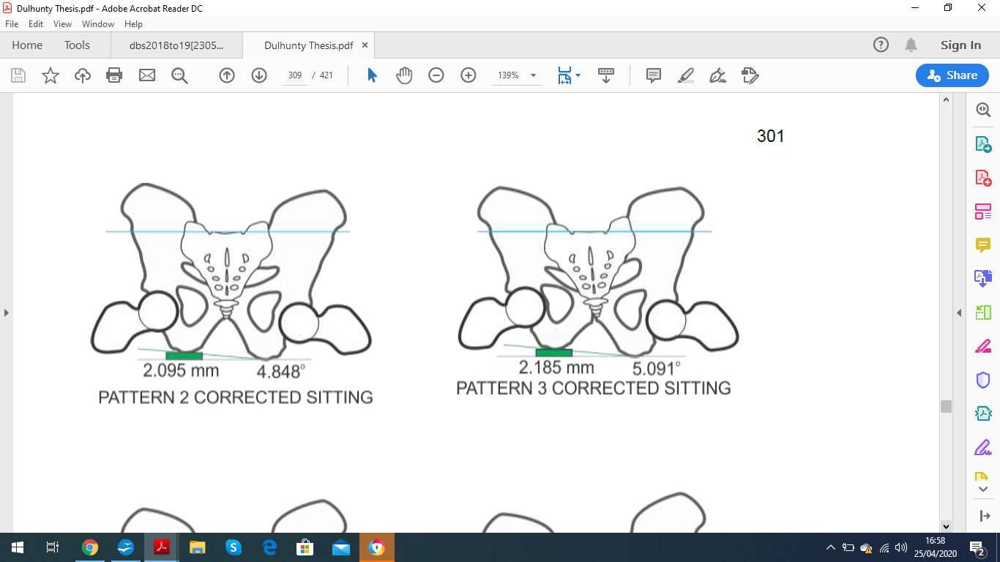 Dulhunty Thesis.pdf - Adobe Acrobat Reader DC
File Edit View Window Help
Home Tools dbs2018to19[2305... Dulhunty Thesis.pdf × Sign In
309 / 421 139% Share
301
2.095 mm 4.848°
PATTERN 2 CORRECTED SITTING
2.185 mm 5.091°
PATTERN 3 CORRECTED SITTING
16:58
25/04/2020
2